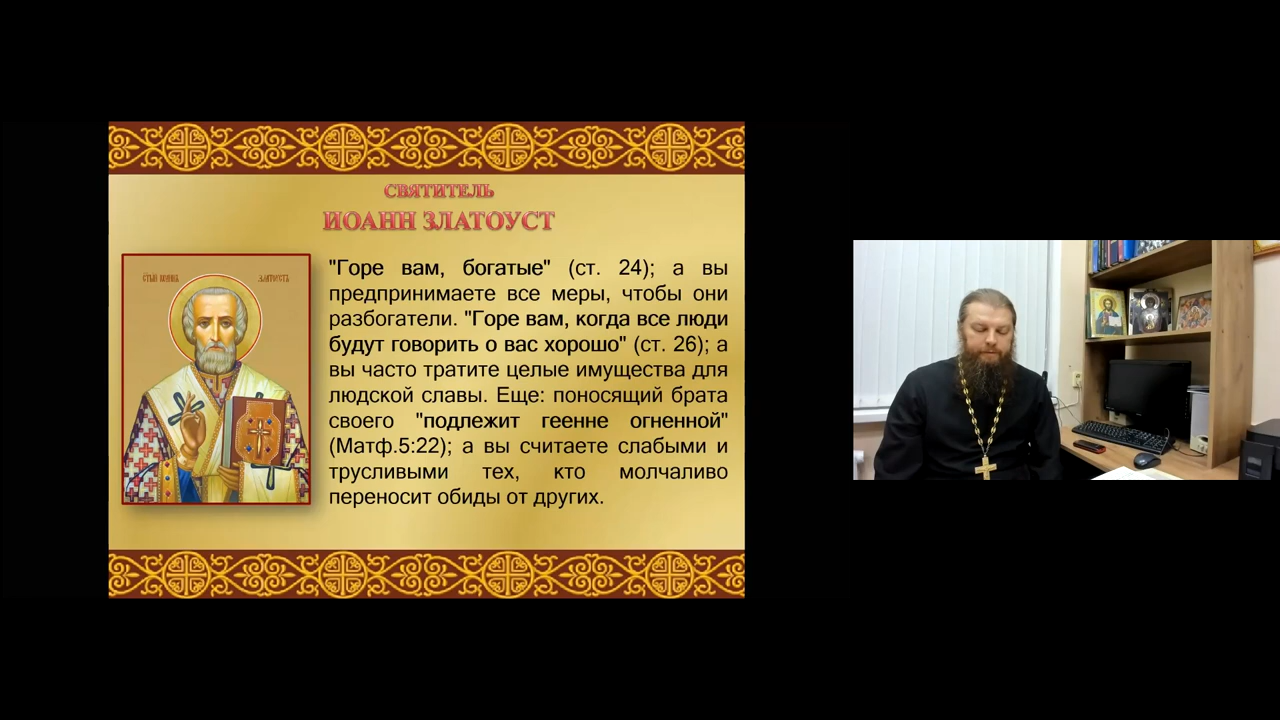 СВЯТИТЕЛЬ
ИОАНН ЗЛАТОУСТ
"Горе вам, богатые" (ст. 24); а вы
предпринимаете все меры, чтобы они
разбогатели. "Горе вам, когда все люди
будут говорить о вас хорошо" (ст. 26); а
вы часто тратите целые имущества для
людской славы. Еще: поносящий брата
своего "подлежит геенне огненной"
(Матф.5:22); а вы считаете слабыми и
трусливыми тех, кто молчаливо
переносит обиды от других.